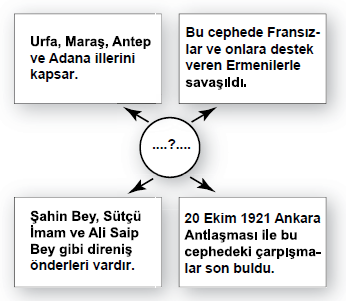 Urfa, Maraş, Antep
ve Adana illerini
kapsar.
Bu cephede Fransız-
lar ve onlara destek
veren Ermenilerle
savaşıldı.
....?....
Şahin Bey, Sütçü
İmam ve Ali Saip
Bey gibi direniş
önderleri vardır.
20 Ekim 1921 Ankara
Antlaşması ile bu
cephedeki çarpışma-
lar son buldu.